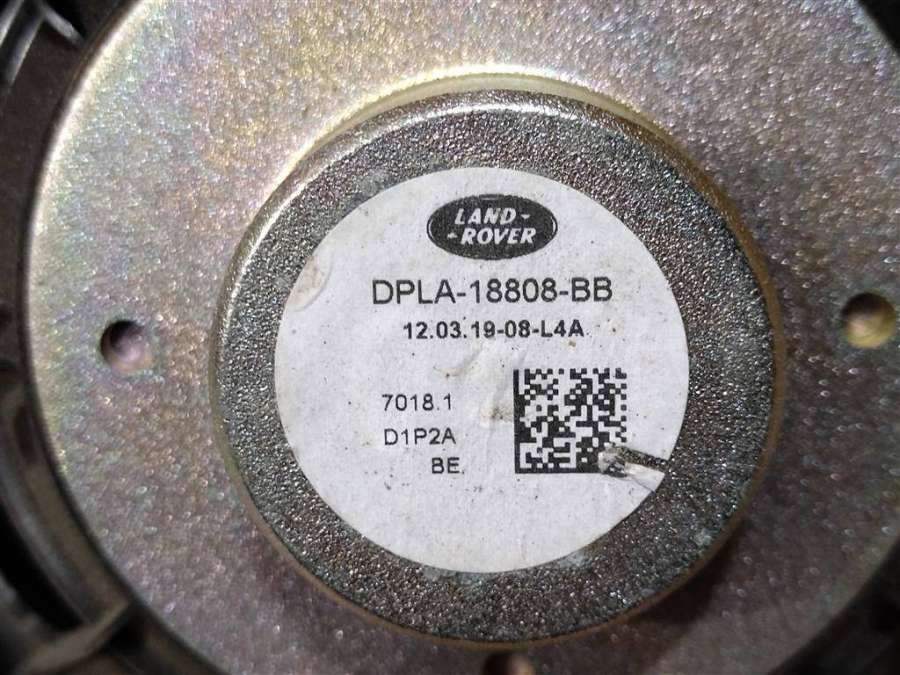 LAND-
-ROVER
DPLA-18808-BB
12.03.19-08-L4A
7018.1
D1P2A
BE